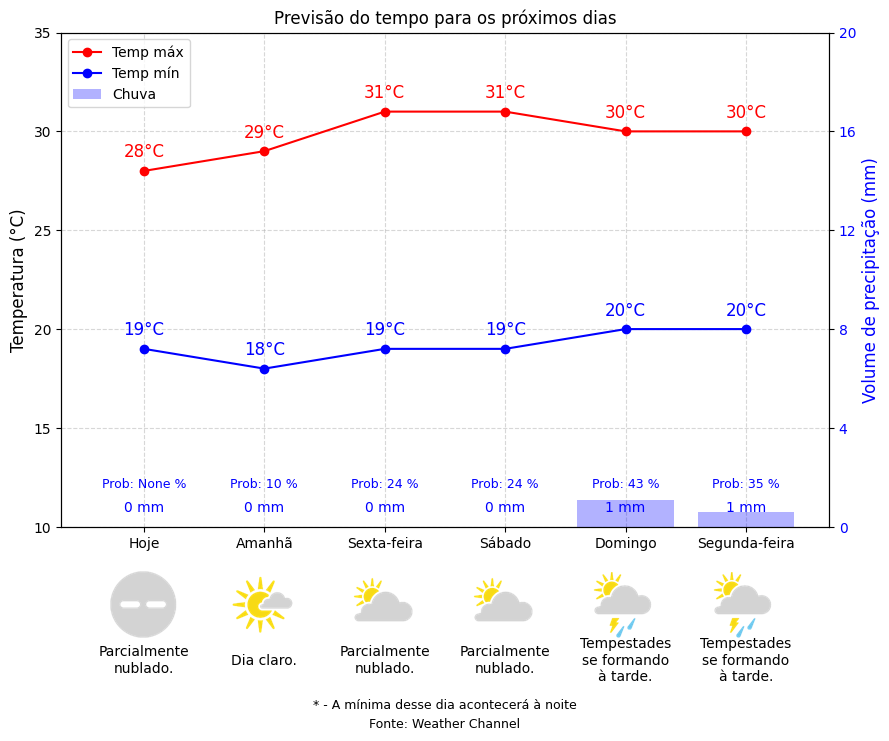 Previsão do tempo para os próximos dias
Temp máx
Temp mín
Chuva
35
30
25
20
15
10
Temperatura (°C)
20
16
12
8
4
0
Volume de precipitação (mm)
28°C
29°C
31°C
31°C
30°C
30°C
19°C
18°C
19°C
19°C
20°C
20°C
Prob: None %
Prob: 10 %
Prob: 24 %
Prob: 24 %
Prob: 43 %
Prob: 35 %
0 mm
0 mm
0 mm
0 mm
1 mm
1 mm
Hoje
Amanhã
Sexta-feira
Sábado
Domingo
Segunda-feira
Parcialmente
nublado.
Dia claro.
Parcialmente
nublado.
Parcialmente
nublado.
Tempestades
se formando
à tarde.
Tempestades
se formando
à tarde.
* - A mínima desse dia acontecerá à noite
Fonte: Weather Channel